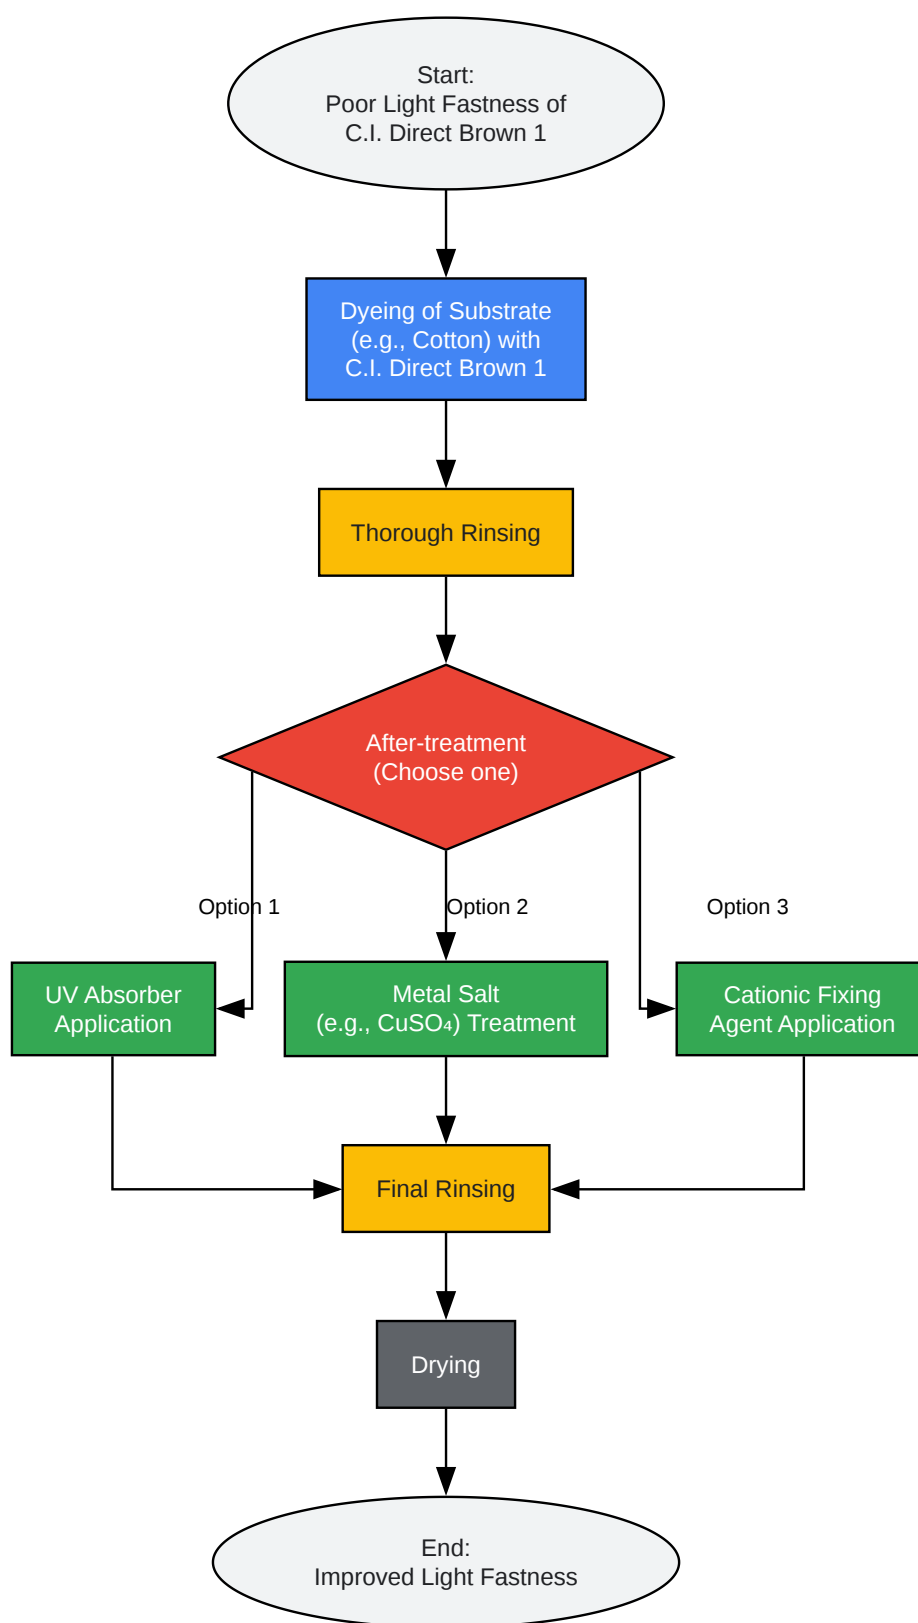 Start:
Poor Light Fastness of
C.I. Direct Brown 1
Dyeing of Substrate
(e.g., Cotton) with
C.I. Direct Brown 1
Thorough Rinsing
After-treatment
(Choose one)
Option 1
Option 2
Option 3
UV Absorber
Application
Metal Salt
(e.g., CuSO₄) Treatment
Cationic Fixing
Agent Application
Final Rinsing
Drying
End:
Improved Light Fastness